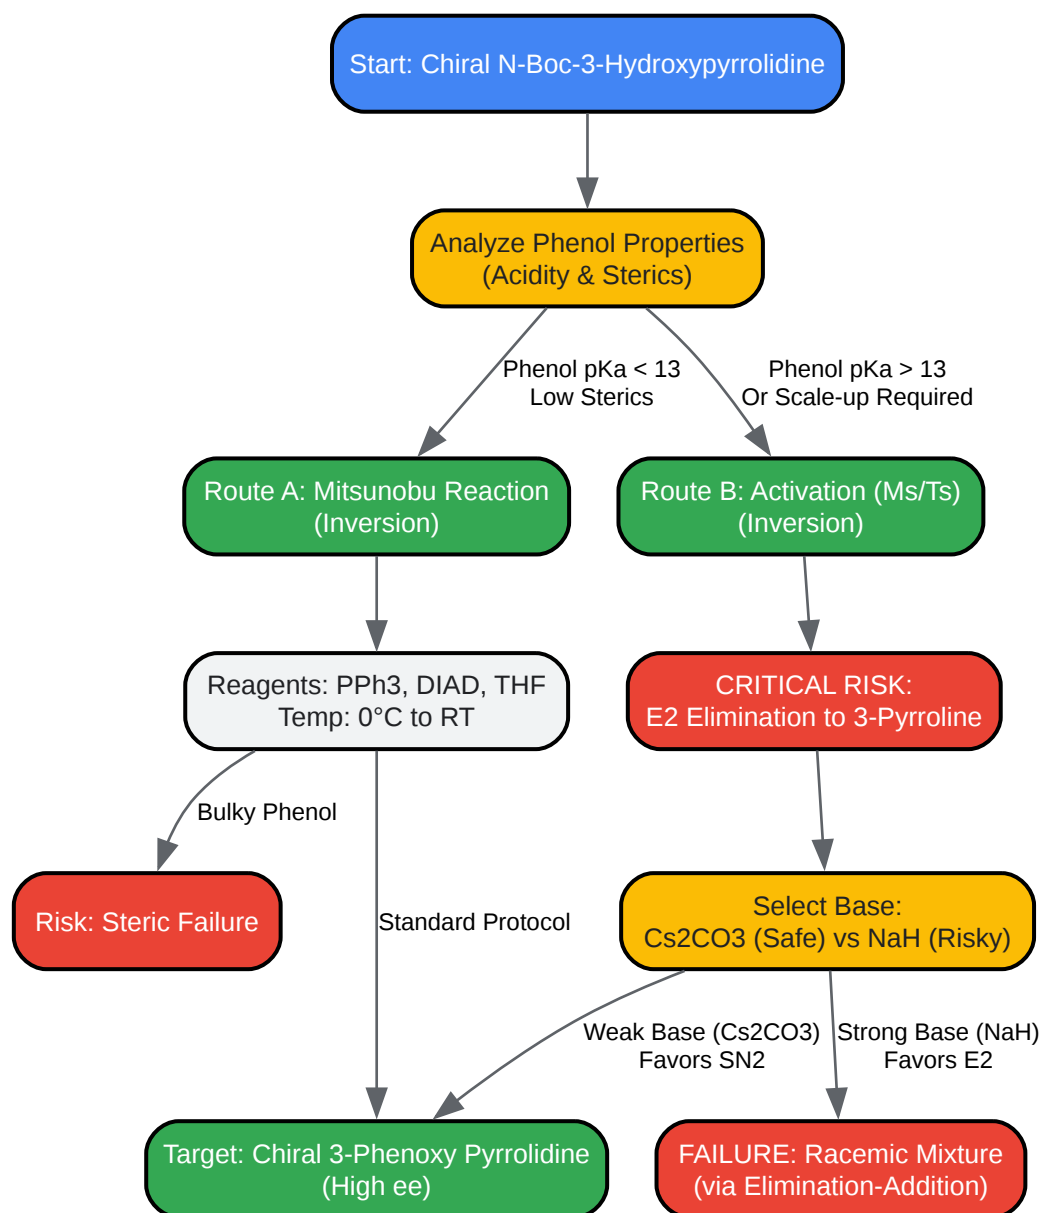 Start: Chiral N-Boc-3-Hydroxypyrrolidine
Analyze Phenol Properties
(Acidity & Sterics)
Phenol pKa < 13
Low Sterics
Phenol pKa > 13
Or Scale-up Required
Route A: Mitsunobu Reaction
(Inversion)
Route B: Activation (Ms/Ts)
(Inversion)
Reagents: PPh3, DIAD, THF
Temp: 0°C to RT
CRITICAL RISK:
E2 Elimination to 3-Pyrroline
Bulky Phenol
Risk: Steric Failure
Standard Protocol
Select Base:
Cs2CO3 (Safe) vs NaH (Risky)
Weak Base (Cs2CO3)
Favors SN2
Strong Base (NaH)
Favors E2
Target: Chiral 3-Phenoxy Pyrrolidine
(High ee)
FAILURE: Racemic Mixture
(via Elimination-Addition)